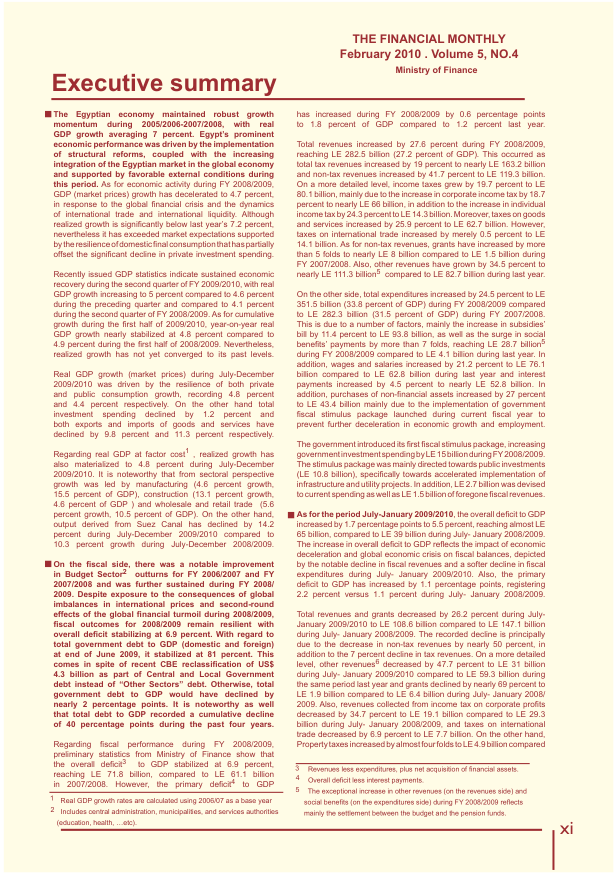 THE FINANCIAL MONTHLY
February 2010 . Volume 5, NO.4
Ministry of Finance
Executive summary
The Egyptian economy maintained robust growth
momentum during 2005/2006-2007/2008, with real
GDP growth averaging 7 percent. Egypt's prominent
economic performance was driven by the implementation
of structural reforms, coupled with the increasing
integration of the Egyptian market in the global economy
and supported by favorable external conditions during
this period. As for economic activity during FY 2008/2009,
GDP (market prices) growth has decelerated to 4.7 percent,
in response to the global financial crisis and the dynamics
of international trade and international liquidity. Although
realized growth is significantly below last year's 7.2 percent,
nevertheless it has exceeded market expectations supported
by the resilience of domestic final consumption that has partially
offset the significant decline in private investment spending.
Recently issued GDP statistics indicate sustained economic
recovery during the second quarter of FY 2009/2010, with real
GDP growth increasing to 5 percent compared to 4.6 percent
during the preceding quarter and compared to 4.1 percent
during the second quarter of FY 2008/2009. As for cumulative
growth during the first half of 2009/2010, year-on-year real
GDP growth nearly stabilized at 4.8 percent compared to
4.9 percent during the first half of 2008/2009. Nevertheless,
realized growth has not yet converged to its past levels.
Real GDP growth (market prices) during July-December
2009/2010 was driven by the resilience of both private
and public consumption growth, recording 4.8 percent
and 4.4 percent respectively. On the other hand total
investment spending declined by 1.2 percent and
both exports and imports of goods and services have
declined by 9.8 percent and 11.3 percent respectively.
Regarding real GDP at factor cost1 , realized growth has
also materialized to 4.8 percent during July-December
2009/2010. It is noteworthy that from sectoral perspective
growth was led by manufacturing (4.6 percent growth,
15.5 percent of GDP), construction (13.1 percent growth,
4.6 percent of GDP ) and wholesale and retail trade (5.6
percent growth, 10.5 percent of GDP). On the other hand,
output derived from Suez Canal has declined by 14.2
percent during July-December 2009/2010 compared to
10.3 percent growth during July-December 2008/2009.
On the fiscal side, there was a notable improvement
in Budget Sector2 outturns for FY 2006/2007 and FY
2007/2008 and was further sustained during FY 2008/
2009. Despite exposure to the consequences of global
imbalances in international prices and second-round
effects of the global financial turmoil during 2008/2009,
fiscal outcomes for 2008/2009 remain resilient with
overall deficit stabilizing at 6.9 percent. With regard to
total government debt to GDP (domestic and foreign)
at end of June 2009, it stabilized at 81 percent. This
comes in spite of recent CBE reclassification of US$
4.3 billion as part of Central and Local Government
debt instead of "Other Sectors" debt. Otherwise, total
government debt to GDP would have declined by
nearly 2 percentage points. It is noteworthy as well
that total debt to GDP recorded a cumulative decline
of 40 percentage points during the past four years.
Regarding fiscal performance during FY 2008/2009,
preliminary statistics from Ministry of Finance show that
the overall deficit3 to GDP stabilized at 6.9 percent,
reaching LE 71.8 billion, compared to LE 61.1 billion
in 2007/2008. However, the primary deficit4 to GDP
1 Real GDP growth rates are calculated using 2006/07 as a base year
2 Includes central administration, municipalities, and services authorities
(education, health, …etc).
has increased during FY 2008/2009 by 0.6 percentage points
to 1.8 percent of GDP compared to 1.2 percent last year.
Total revenues increased by 27.6 percent during FY 2008/2009,
reaching LE 282.5 billion (27.2 percent of GDP). This occurred as
total tax revenues increased by 19 percent to nearly LE 163.2 billion
and non-tax revenues increased by 41.7 percent to LE 119.3 billion.
On a more detailed level, income taxes grew by 19.7 percent to LE
80.1 billion, mainly due to the increase in corporate income tax by 18.7
percent to nearly LE 66 billion, in addition to the increase in individual
income tax by 24.3 percent to LE 14.3 billion. Moreover, taxes on goods
and services increased by 25.9 percent to LE 62.7 billion. However,
taxes on international trade increased by merely 0.5 percent to LE
14.1 billion. As for non-tax revenues, grants have increased by more
than 5 folds to nearly LE 8 billion compared to LE 1.5 billion during
FY 2007/2008. Also, other revenues have grown by 34.5 percent to
nearly LE 111.3 billion5 compared to LE 82.7 billion during last year.
On the other side, total expenditures increased by 24.5 percent to LE
351.5 billion (33.8 percent of GDP) during FY 2008/2009 compared
to LE 282.3 billion (31.5 percent of GDP) during FY 2007/2008.
This is due to a number of factors, mainly the increase in subsidies'
bill by 11.4 percent to LE 93.8 billion, as well as the surge in social
benefits' payments by more than 7 folds, reaching LE 28.7 billion5
during FY 2008/2009 compared to LE 4.1 billion during last year. In
addition, wages and salaries increased by 21.2 percent to LE 76.1
billion compared to LE 62.8 billion during last year and interest
payments increased by 4.5 percent to nearly LE 52.8 billion. In
addition, purchases of non-financial assets increased by 27 percent
to LE 43.4 billion mainly due to the implementation of government
fiscal stimulus package launched during current fiscal year to
prevent further deceleration in economic growth and employment.
The government introduced its first fiscal stimulus package, increasing
government investment spending by LE 15 billion during FY 2008/2009.
The stimulus package was mainly directed towards public investments
(LE 10.8 billion), specifically towards accelerated implementation of
infrastructure and utility projects. In addition, LE 2.7 billion was devised
to current spending as well as LE 1.5 billion of foregone fiscal revenues.
As for the period July-January 2009/2010, the overall deficit to GDP
increased by 1.7 percentage points to 5.5 percent, reaching almost LE
65 billion, compared to LE 39 billion during July- January 2008/2009.
The increase in overall deficit to GDP reflects the impact of economic
deceleration and global economic crisis on fiscal balances, depicted
by the notable decline in fiscal revenues and a softer decline in fiscal
expenditures during July- January 2009/2010. Also, the primary
deficit to GDP has increased by 1.1 percentage points, registering
2.2 percent versus 1.1 percent during July- January 2008/2009.
Total revenues and grants decreased by 26.2 percent during July-
January 2009/2010 to LE 108.6 billion compared to LE 147.1 billion
during July- January 2008/2009. The recorded decline is principally
due to the decrease in non-tax revenues by nearly 50 percent, in
addition to the 7 percent decline in tax revenues. On a more detailed
level, other revenues6 decreased by 47.7 percent to LE 31 billion
during July- January 2009/2010 compared to LE 59.3 billion during
the same period last year and grants declined by nearly 69 percent to
LE 1.9 billion compared to LE 6.4 billion during July- January 2008/
2009. Also, revenues collected from income tax on corporate profits
decreased by 34.7 percent to LE 19.1 billion compared to LE 29.3
billion during July- January 2008/2009, and taxes on international
trade decreased by 6.9 percent to LE 7.7 billion. On the other hand,
Property taxes increased by almost four folds to LE 4.9 billion compared
3 Revenues less expenditures, plus net acquisition of financial assets.
4 Overall deficit less interest payments.
5 The exceptional increase in other revenues (on the revenues side) and
social benefits (on the expenditures side) during FY 2008/2009 reflects
mainly the settlement between the budget and the pension funds.
xi